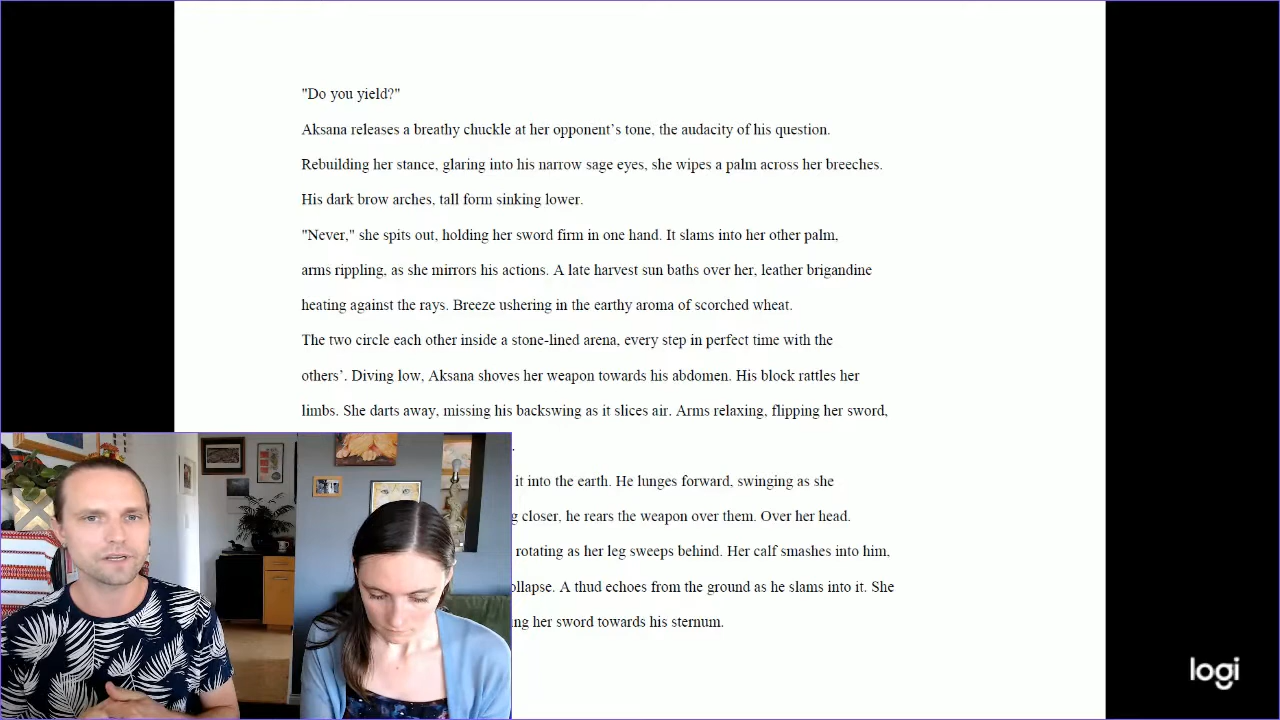 "Do you yield?"
Aksana releases a breathy chuckle at her opponent’s tone, the audacity of his question.
Rebuilding her stance, glaring into his narrow sage eyes, she wipes a palm across her breeches.
His dark brow arches, tall form sinking lower.
"Never," she spits out, holding her sword firm in one hand. It slams into her other palm,
arms rippling, as she mirrors his actions. A late harvest sun baths over her, leather brigandine
heating against the rays. Breeze ushering in the earthy aroma of scorched wheat.
The two circle each other inside a stone-lined arena, every step in perfect time with the
others’. Diving low, Aksana shoves her weapon towards his abdomen. His block rattles her
limbs. She darts away, missing his backswing as it slices air. Arms relaxing, flipping her sword,
it into the earth. He lunges forward, swinging as she
closer, he rears the weapon over them. Over her head.
rotating as her leg sweeps behind. Her calf smashes into him,
A thud echoes from the ground as he slams into it. She
her sword towards his sternum.
logi